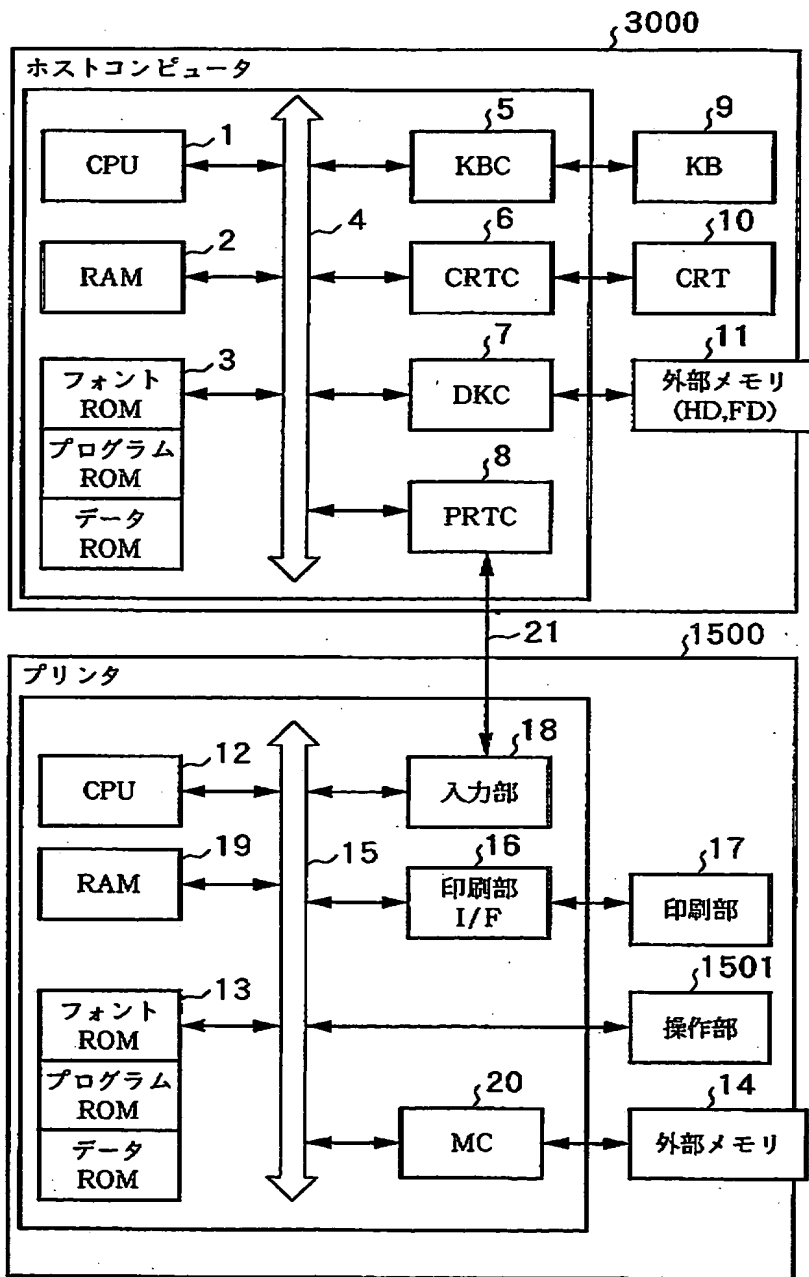 3000
ホストコンピュータ
1
CPU
2
RAM
3
フォント
ROM
プログラム
ROM
データ
ROM
4
5
KBC
6
CRTC
7
DKC
8
PRTC
9
KB
10
CRT
11
外部メモリ
(HD,FD)
21
1500
プリンタ
12
CPU
19
RAM
13
フォント
ROM
プログラム
ROM
データ
ROM
15
18
入力部
16
印刷部
I/F
20
MC
17
印刷部
1501
操作部
14
外部メモリ